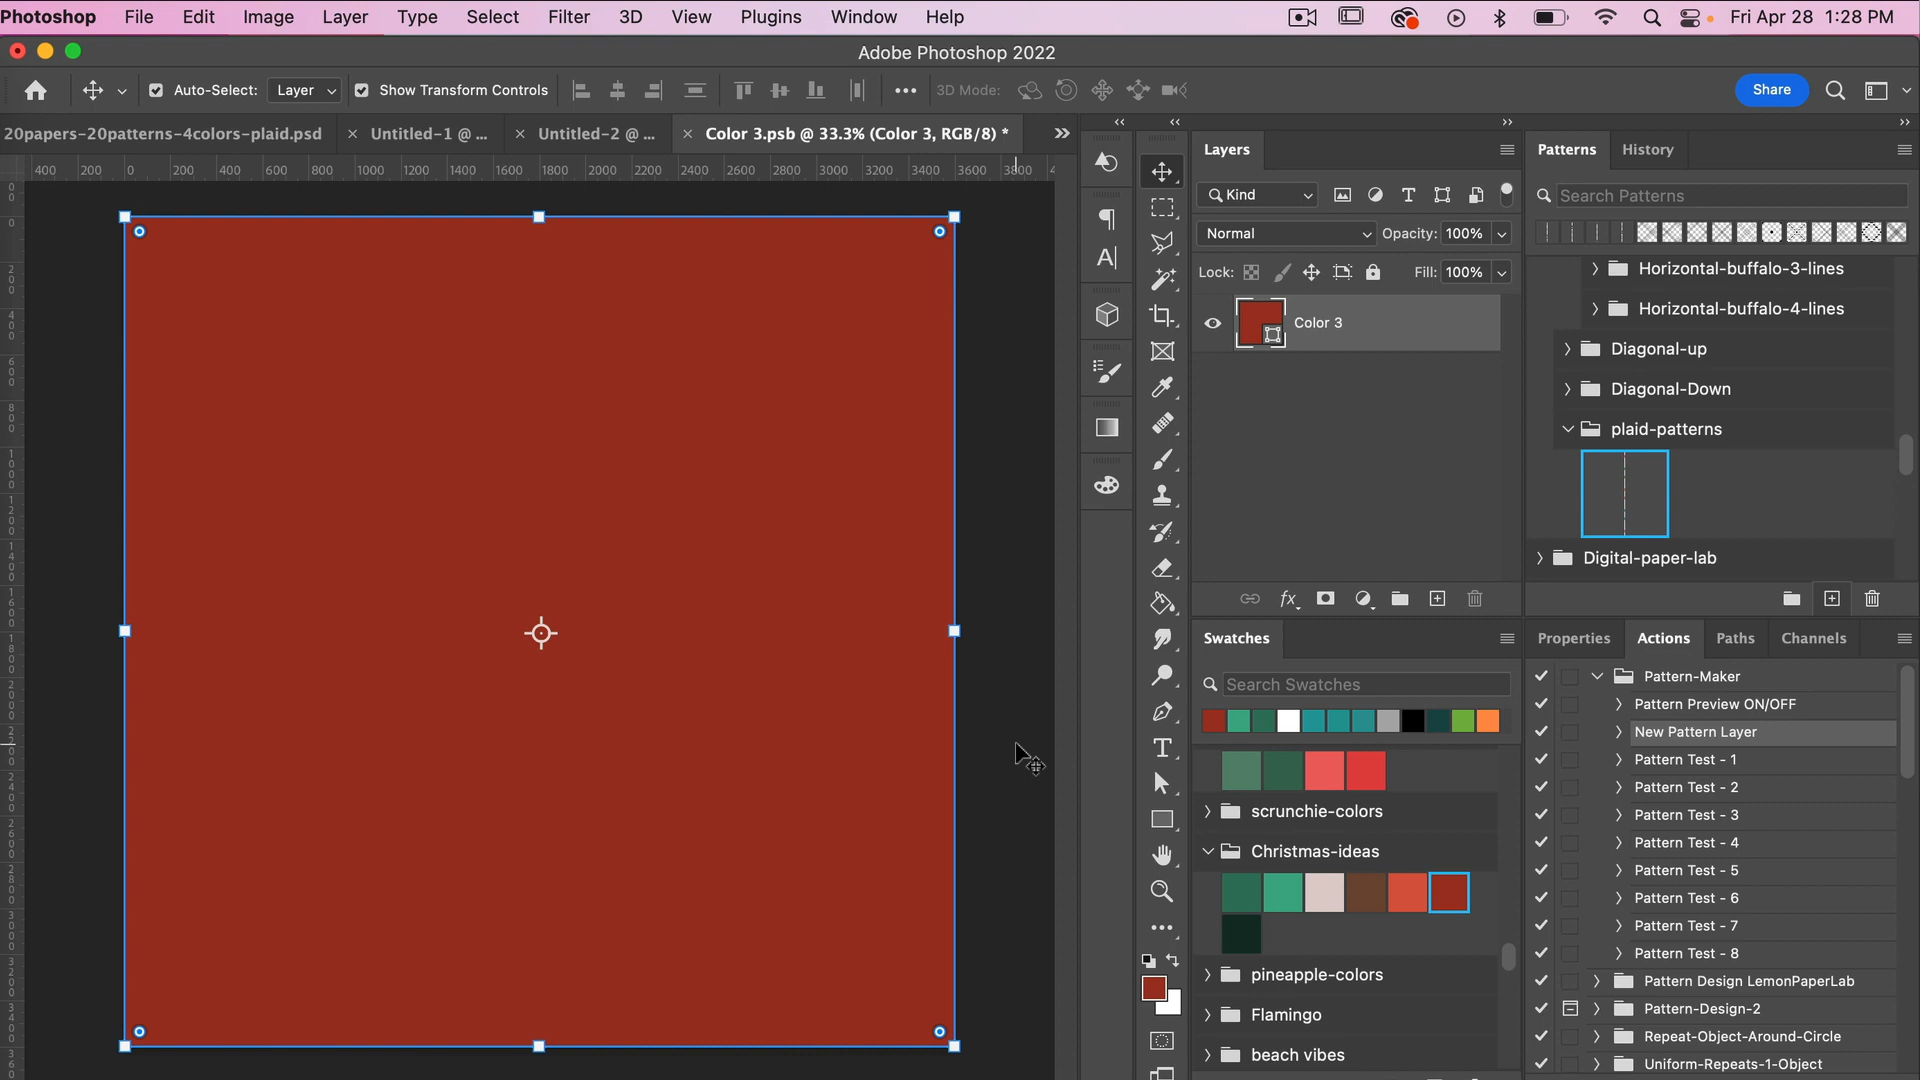 Photoshop File Edit Image Layer Type Select Filter 3D View Plugins Window Help Fri Apr 28 1:28 PM
Adobe Photoshop 2022
Auto-Select: Layer Show Transform Controls 3D Mode: Share
20papers-20patterns-4colors-plaid.psd Untitled-1 @ ... Untitled-2 @ ... Color 3.psb @ 33.3% (Color 3, RGB/8) *
400 200 0 200 400 600 800 1000 1200 1400 1600 1800 2000 2200 2400 2600 2800 3000 3200 3400 3600 3800
Layers
Kind
Normal Opacity: 100%
Lock: Fill: 100%
Color 3
fx
Patterns History
Search Patterns
Horizontal-buffalo-3-lines
Horizontal-buffalo-4-lines
Diagonal-up
Diagonal-Down
plaid-patterns
Digital-paper-lab
Swatches
Search Swatches
scrunchie-colors
Christmas-ideas
pineapple-colors
Flamingo
beach vibes
Properties Actions Paths Channels
Pattern-Maker
Pattern Preview ON/OFF
New Pattern Layer
Pattern Test - 1
Pattern Test - 2
Pattern Test - 3
Pattern Test - 4
Pattern Test - 5
Pattern Test - 6
Pattern Test - 7
Pattern Test - 8
Pattern Design LemonPaperLab
Pattern-Design-2
Repeat-Object-Around-Circle
Uniform-Repeats-1-Object